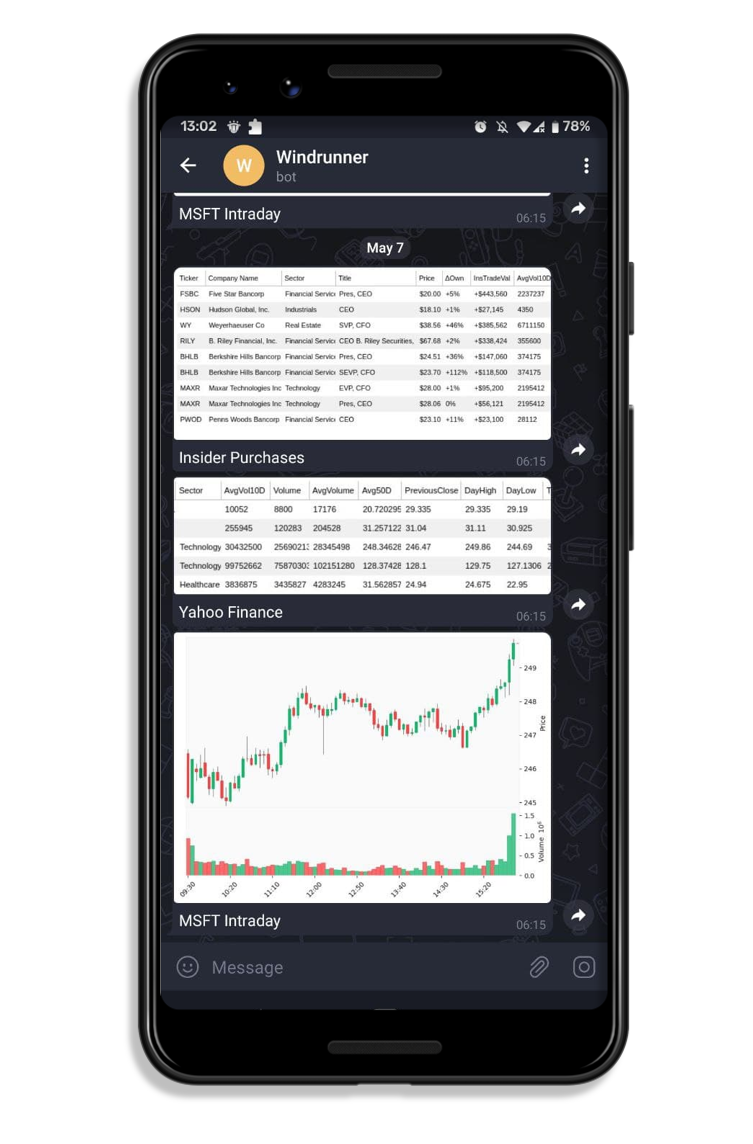 13:02 78%
W Windrunner
bot
MSFT Intraday 06:15
May 7
Ticker Company Name Sector Title Price ΔOwn InsTradeVal AvgVol10D
FSBC Five Star Bancorp Financial Servic Pres, CEO $20.00 +5% +$443,560 2237237
HSON Hudson Global, Inc. Industrials CEO $18.10 +1% +$27,145 4350
WY Weyerhaeuser Co Real Estate SVP, CFO $38.56 +46% +$385,562 6711150
RILY B. Riley Financial, Inc. Financial Servic CEO B. Riley Securities, $67.68 +2% +$338,424 355600
BHLB Berkshire Hills Bancorp Financial Servic Pres, CEO $24.51 +36% +$147,060 374175
BHLB Berkshire Hills Bancorp Financial Servic SEVP, CFO $23.70 +112% +$118,500 374175
MAXR Maxar Technologies Inc Technology EVP, CFO $28.00 +1% +$95,200 2195412
MAXR Maxar Technologies Inc Technology Pres, CEO $28.06 0% +$56,121 2195412
PWOD Penns Woods Bancorp Financial Servic CEO $23.10 +11% +$23,100 28112
Insider Purchases 06:15
Sector AvgVol10D Volume AvgVolume Avg50D PreviousClose DayHigh DayLow T
10052 8800 17176 20.720295 29.335 29.335 29.19
255945 120283 204528 31.257122 31.04 31.11 30.925
Technology 30432500 25690213 28345498 248.34628 246.47 249.86 244.69 3
Technology 99752662 75870303 102151280 128.37428 128.1 129.75 127.1306 2
Healthcare 3836875 3435827 4283245 31.562857 24.94 24.675 22.95
Yahoo Finance 06:15
249
248
247
246
245
Price
1.5
1.0
0.5
0.0
Volume 10⁶
09:30 10:20 11:10 12:00 12:50 13:40 14:30 15:20
MSFT Intraday 06:15
Message